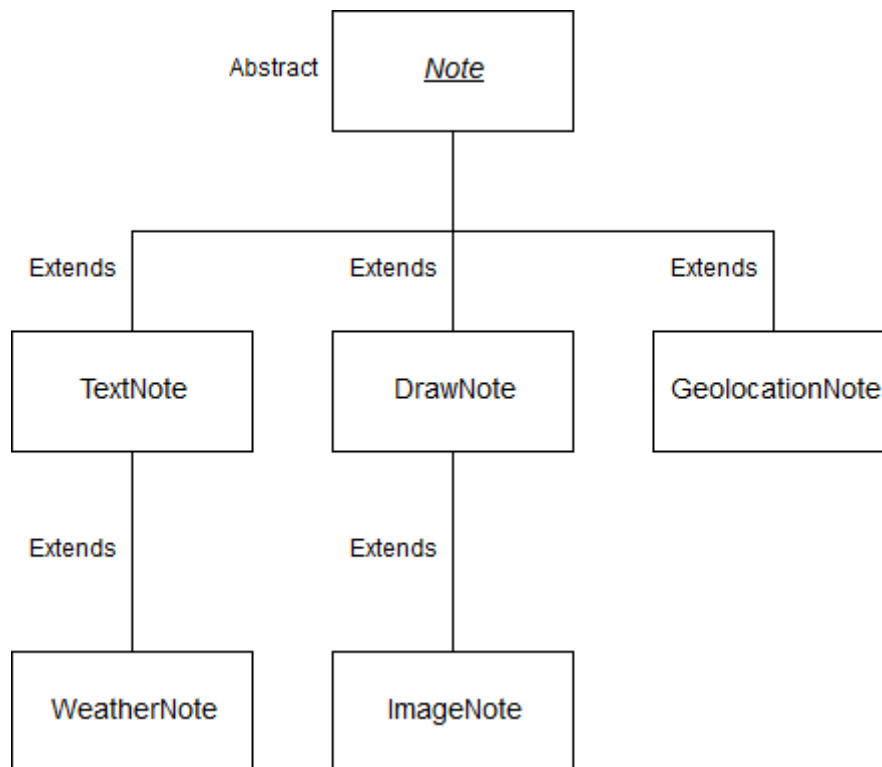 Abstract
Note
Extends
Extends
Extends
TextNote
DrawNote
GeolocationNote
Extends
Extends
WeatherNote
ImageNote